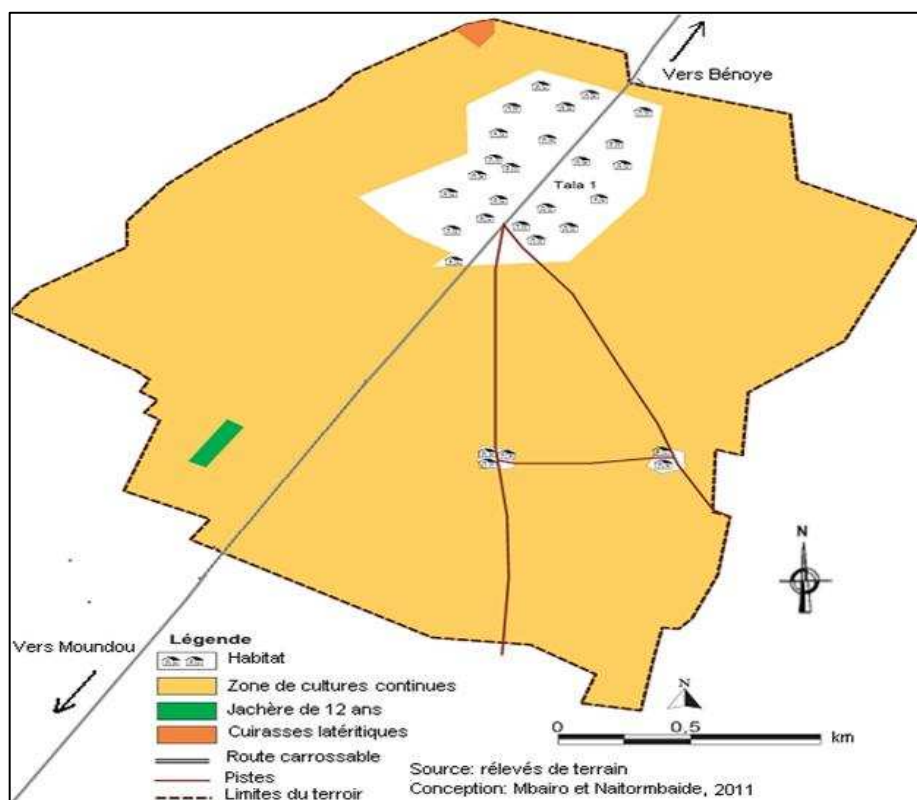 Vers Bénoye
Tala 1
N
Vers Moundou
Légende
Habitat
Zone de cultures continues
Jachère de 12 ans
Cuirasses latéritiques
Route carrossable
Pistes
Limites du terroir
N
0 0,5
km
Source: rélevés de terrain
Conception: Mbairo et Naitormbaide, 2011